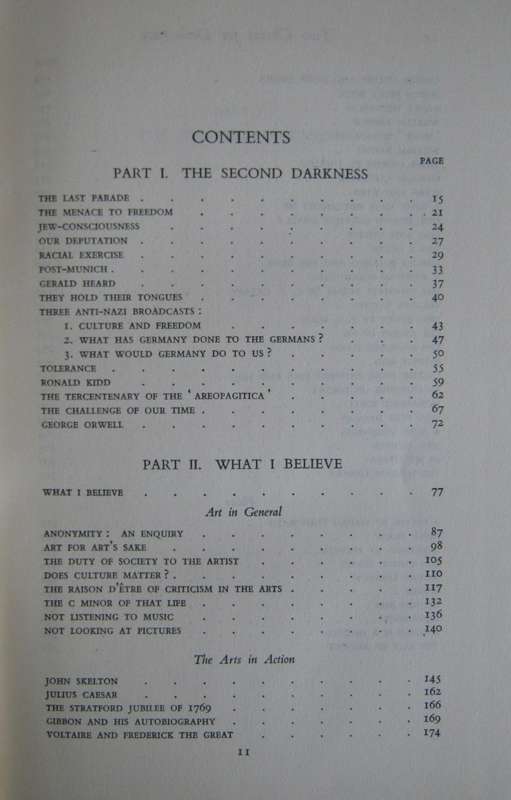 CONTENTS
PAGE
PART I. THE SECOND DARKNESS
THE LAST PARADE . . . . . . . . . . 15
THE MENACE TO FREEDOM . . . . . . . . 21
JEW-CONSCIOUSNESS . . . . . . . . . 24
OUR DEPUTATION . . . . . . . . . . 27
RACIAL EXERCISE . . . . . . . . . . 29
POST-MUNICH . . . . . . . . . . . 33
GERALD HEARD . . . . . . . . . . 37
THEY HOLD THEIR TONGUES . . . . . . . . 40
THREE ANTI-NAZI BROADCASTS :
1. CULTURE AND FREEDOM . . . . . . . . 43
2. WHAT HAS GERMANY DONE TO THE GERMANS ? . . . . 47
3. WHAT WOULD GERMANY DO TO US ? . . . . . 50
TOLERANCE . . . . . . . . . . . 55
RONALD KIDD . . . . . . . . . . 59
THE TERCENTENARY OF THE ' AREOPAGITICA ' . . . . . 62
THE CHALLENGE OF OUR TIME . . . . . . . . 67
GEORGE ORWELL . . . . . . . . . . 72
PART II. WHAT I BELIEVE
WHAT I BELIEVE . . . . . . . . . . 77
Art in General
ANONYMITY : AN ENQUIRY . . . . . . . . 87
ART FOR ART'S SAKE . . . . . . . . . 98
THE DUTY OF SOCIETY TO THE ARTIST . . . . . . 105
DOES CULTURE MATTER ? . . . . . . . . . 110
THE RAISON D'ÊTRE OF CRITICISM IN THE ARTS . . . . . 117
THE C MINOR OF THAT LIFE . . . . . . . . 132
NOT LISTENING TO MUSIC . . . . . . . . 136
NOT LOOKING AT PICTURES . . . . . . . . 140
The Arts in Action
JOHN SKELTON . . . . . . . . . . 145
JULIUS CAESAR . . . . . . . . . . 162
THE STRATFORD JUBILEE OF 1769 . . . . . . . 166
GIBBON AND HIS AUTOBIOGRAPHY . . . . . . . 169
VOLTAIRE AND FREDERICK THE GREAT . . . . . . 174
11